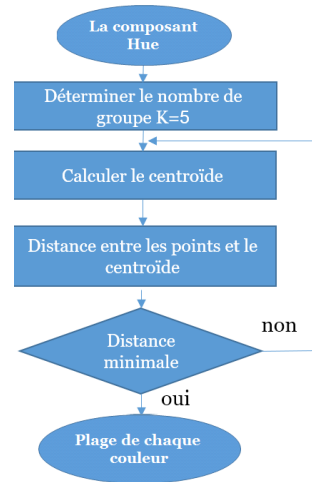 La composant
Hue
Déterminer le nombre de
groupe K=5
Calculer le centroïde
Distance entre les points et le
centroïde
Distance
minimale
non
oui
Plage de chaque
couleur